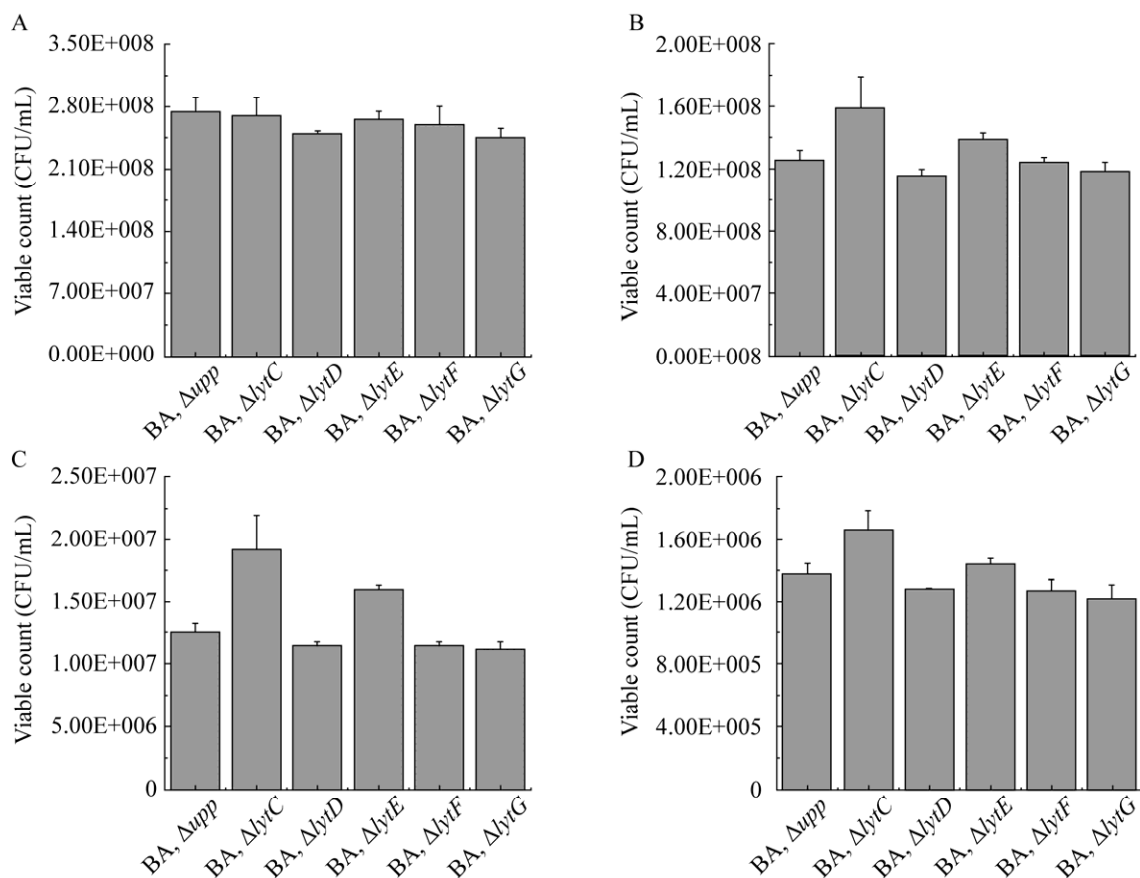 A
Viable count (CFU/mL)
3.50E+008
2.80E+008
2.10E+008
1.40E+008
7.00E+007
0.00E+000
BA, Δupp
BA, ΔlytC
BA, ΔlytD
BA, ΔlytE
BA, ΔlytF
BA, ΔlytG
B
Viable count (CFU/mL)
2.00E+008
1.60E+008
1.20E+008
8.00E+007
4.00E+007
0.00E+008
BA, Δupp
BA, ΔlytC
BA, ΔlytD
BA, ΔlytE
BA, ΔlytF
BA, ΔlytG
C
Viable count (CFU/mL)
2.50E+007
2.00E+007
1.50E+007
1.00E+007
5.00E+006
0
BA, Δupp
BA, ΔlytC
BA, ΔlytD
BA, ΔlytE
BA, ΔlytF
BA, ΔlytG
D
Viable count (CFU/mL)
2.00E+006
1.60E+006
1.20E+006
8.00E+005
4.00E+005
0
BA, Δupp
BA, ΔlytC
BA, ΔlytD
BA, ΔlytE
BA, ΔlytF
BA, ΔlytG